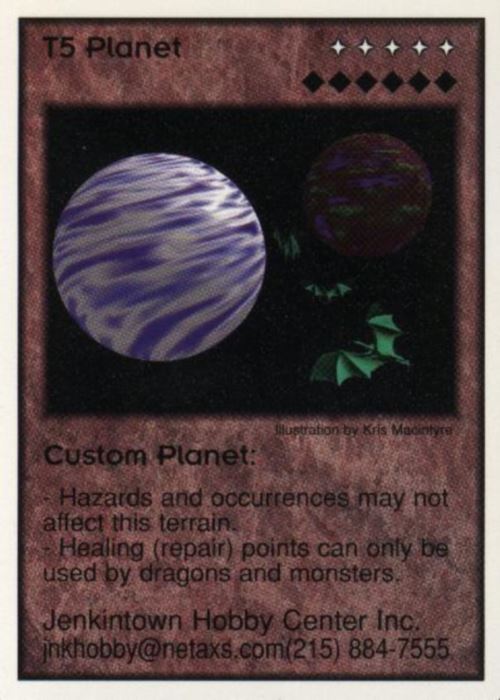 T5 Planet
Illustration by Kris Macintyre
Custom Planet:
- Hazards and occurrences may not
affect this terrain.
- Healing (repair) points can only be
used by dragons and monsters.
Jenkintown Hobby Center Inc.
jnkhobby@netaxs.com(215) 884-7555